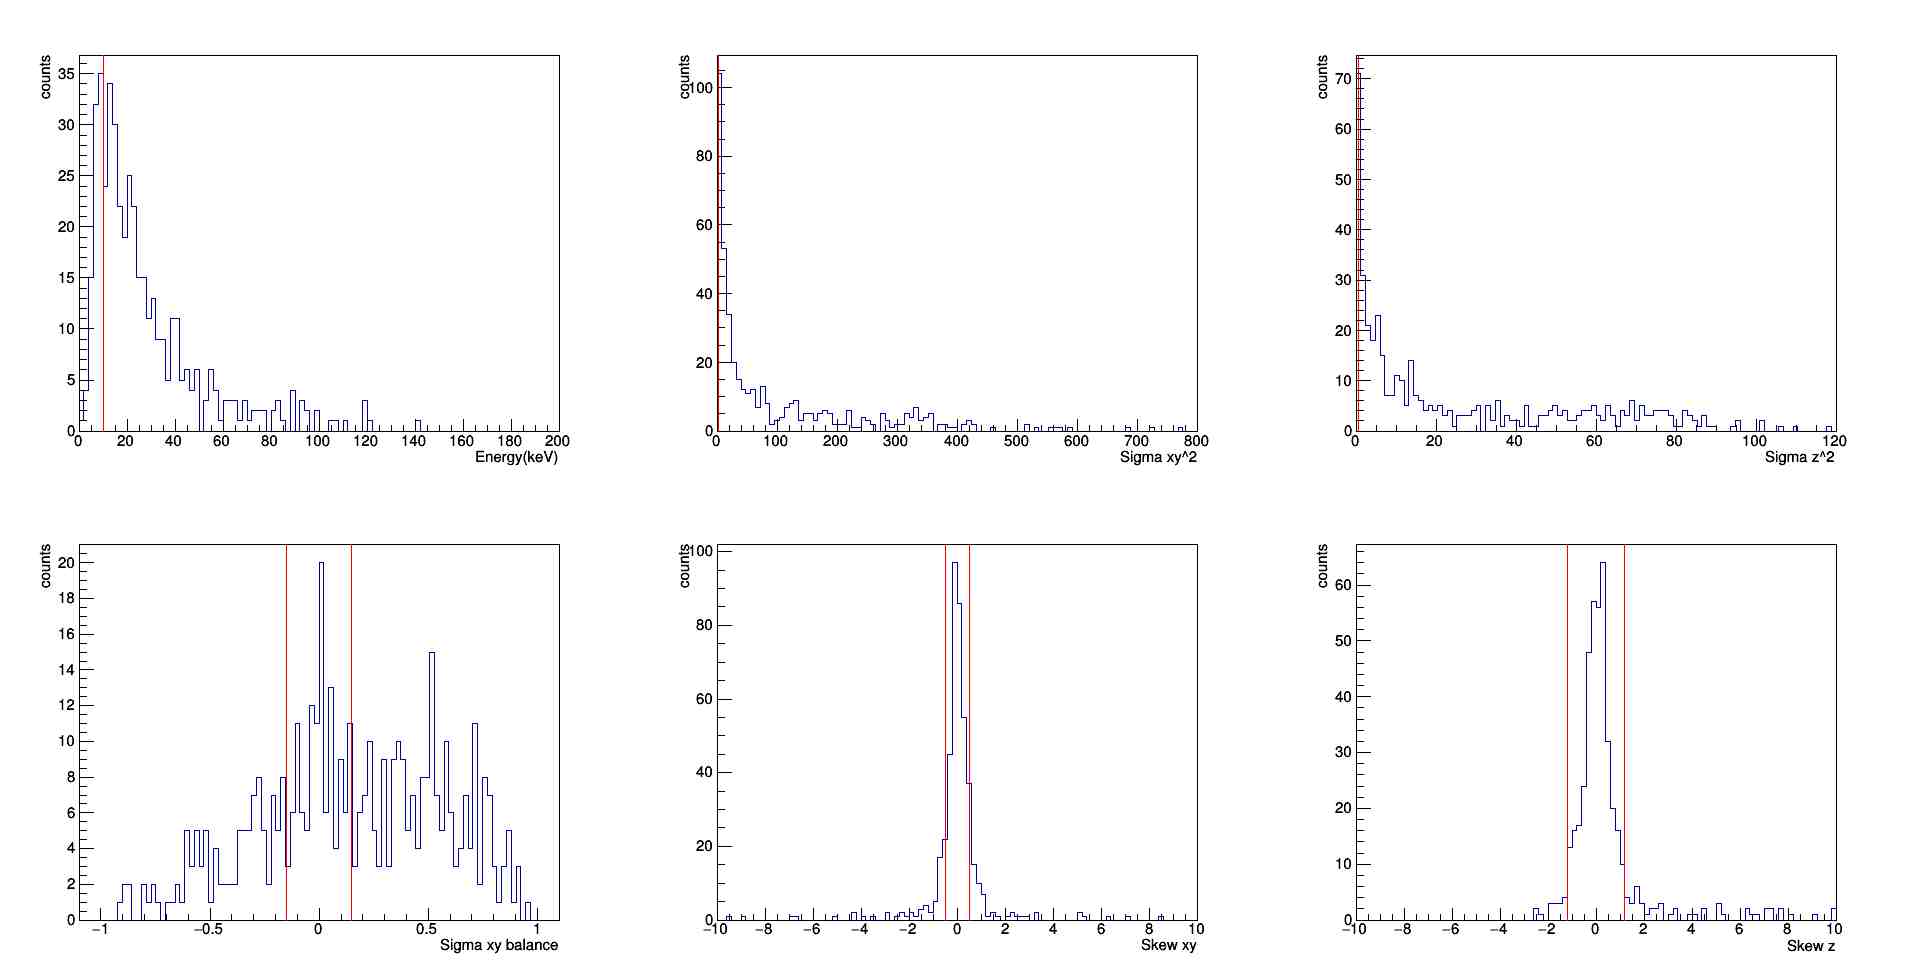 counts
35
30
25
20
15
10
5
0
0 20 40 60 80 100 120 140 160 180 200
Energy(keV)
counts
100
80
60
40
20
0
0 100 200 300 400 500 600 700 800
Sigma xy^2
counts
70
60
50
40
30
20
10
0
0 20 40 60 80 100 120
Sigma z^2
counts
20
18
16
14
12
10
8
6
4
2
0
−1 −0.5 0 0.5 1
Sigma xy balance
counts
100
80
60
40
20
0
−10 −8 −6 −4 −2 0 2 4 6 8 10
Skew xy
counts
60
50
40
30
20
10
0
−10 −8 −6 −4 −2 0 2 4 6 8 10
Skew z